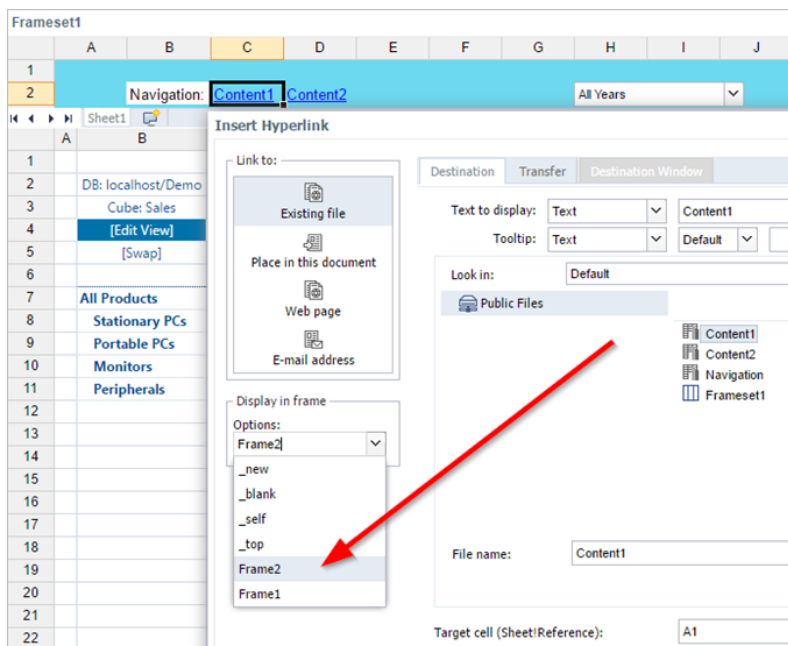 Frameset1
A B C D E F G H I J
1
2 Navigation: Content1 Content2 All Years
Sheet1
A B
1
2 DB: localhost/Demo
3 Cube: Sales
4 [Edit View]
5 [Swap]
6
7 All Products
8 Stationary PCs
9 Portable PCs
10 Monitors
11 Peripherals
12
13
14
15
16
17
18
19
20
21
22
Insert Hyperlink
Link to:
Existing file
Place in this document
Web page
E-mail address
Display in frame
Options:
Frame2
_new
_blank
_self
_top
Frame2
Frame1
Destination Transfer Destination Window
Text to display: Text Content1
Tooltip: Text Default
Look in: Default
Public Files
Content1
Content2
Navigation
Frameset1
File name: Content1
Target cell (Sheet!Reference): A1